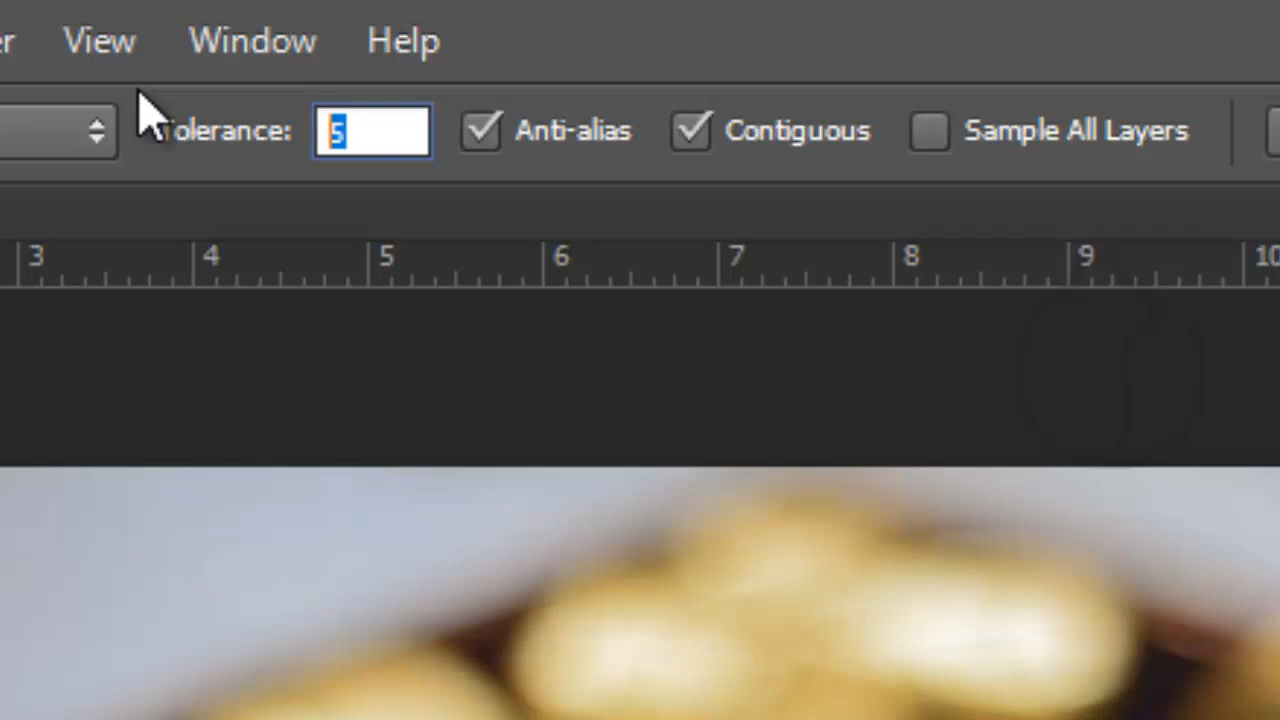 er View Window Help
Tolerance: 5 Anti-alias Contiguous Sample All Layers
3 4 5 6 7 8 9 10